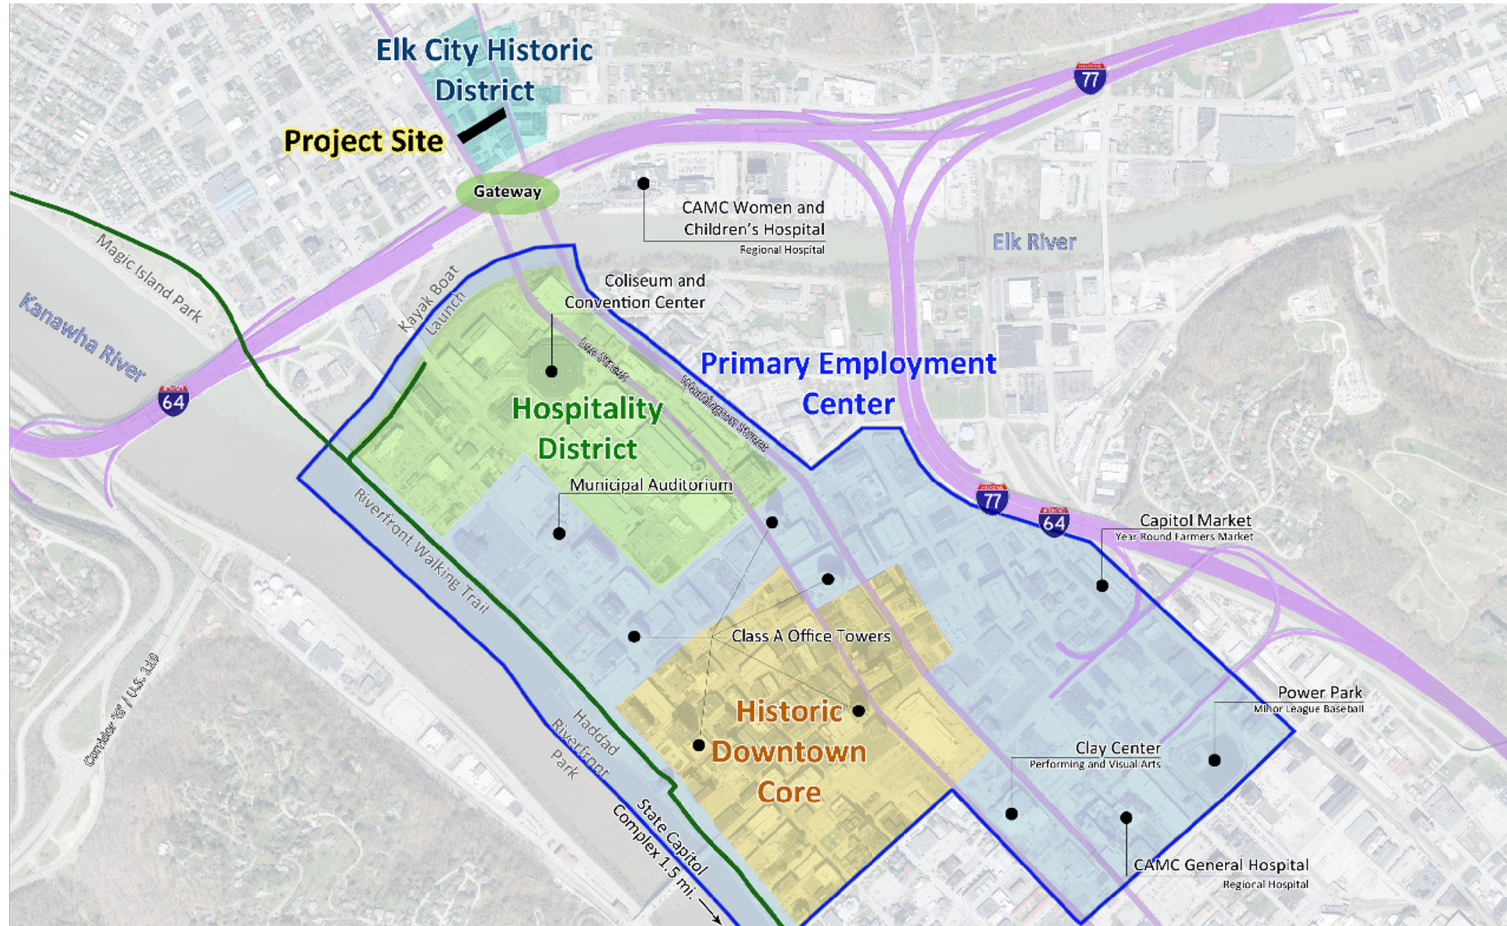 Elk City Historic
District
Project Site
Gateway
77
CAMC Women and
Children's Hospital
Regional Hospital
Elk River
Magic Island Park
Kanawha River
Kayak Boat
Launch
Coliseum and
Convention Center
64
Lee Street
Washington Street
Primary Employment
Center
Hospitality
District
Municipal Auditorium
77
64
Capitol Market
Year Round Farmers Market
Riverfront Walking Trail
Class A Office Towers
Corridor "G" / U.S. 119
Haddad
Riverfront
Park
Historic
Downtown
Core
Power Park
Minor League Baseball
Clay Center
Performing and Visual Arts
State Capitol
Complex 1.5 mi.
CAMC General Hospital
Regional Hospital